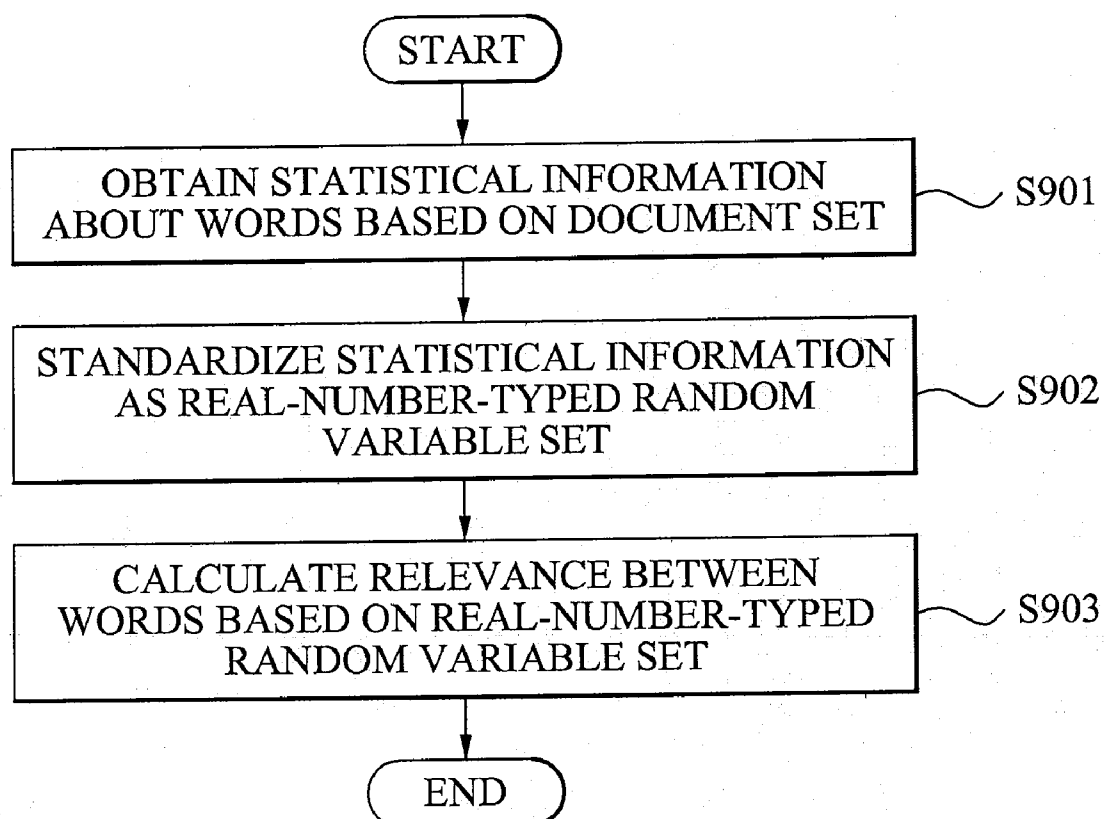 START
OBTAIN STATISTICAL INFORMATION
ABOUT WORDS BASED ON DOCUMENT SET
S901
STANDARDIZE STATISTICAL INFORMATION
AS REAL-NUMBER-TYPED RANDOM
VARIABLE SET
S902
CALCULATE RELEVANCE BETWEEN
WORDS BASED ON REAL-NUMBER-TYPED
RANDOM VARIABLE SET
S903
END